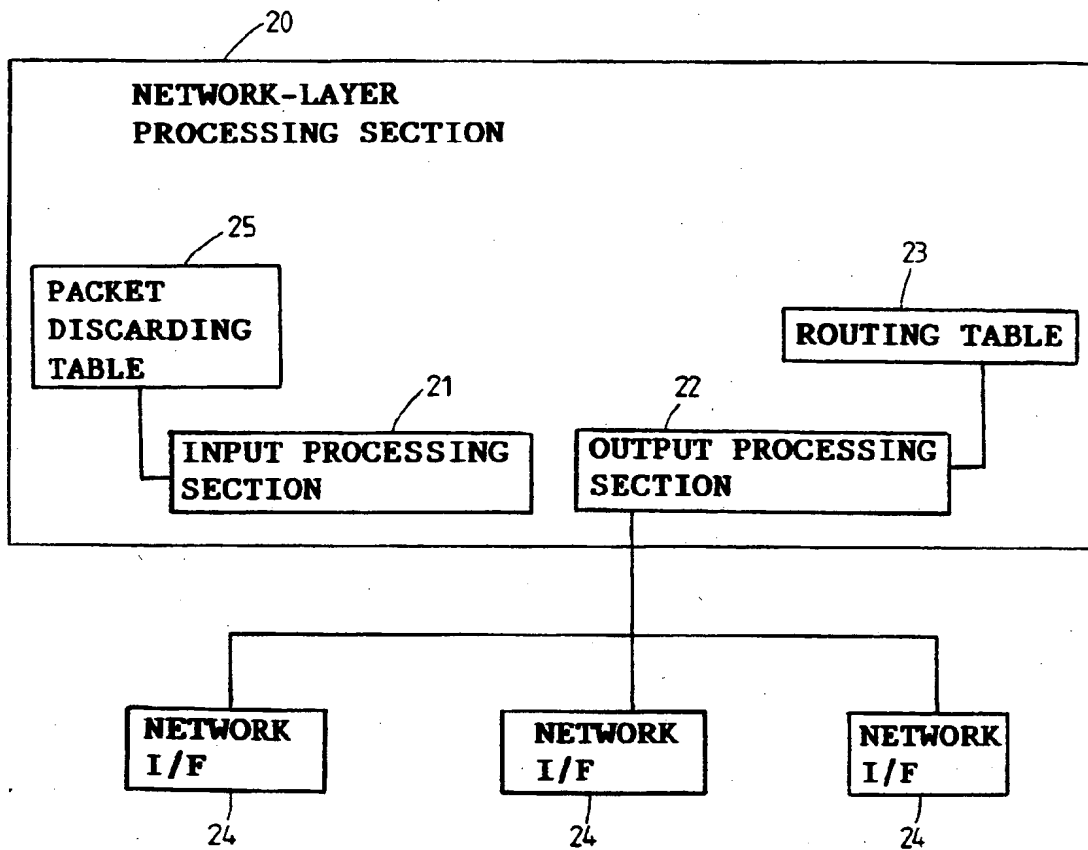 20
NETWORK-LAYER
PROCESSING SECTION
25
PACKET
DISCARDING
TABLE
23
ROUTING TABLE
21
INPUT PROCESSING
SECTION
22
OUTPUT PROCESSING
SECTION
NETWORK
I/F
24
NETWORK
I/F
24
NETWORK
I/F
24